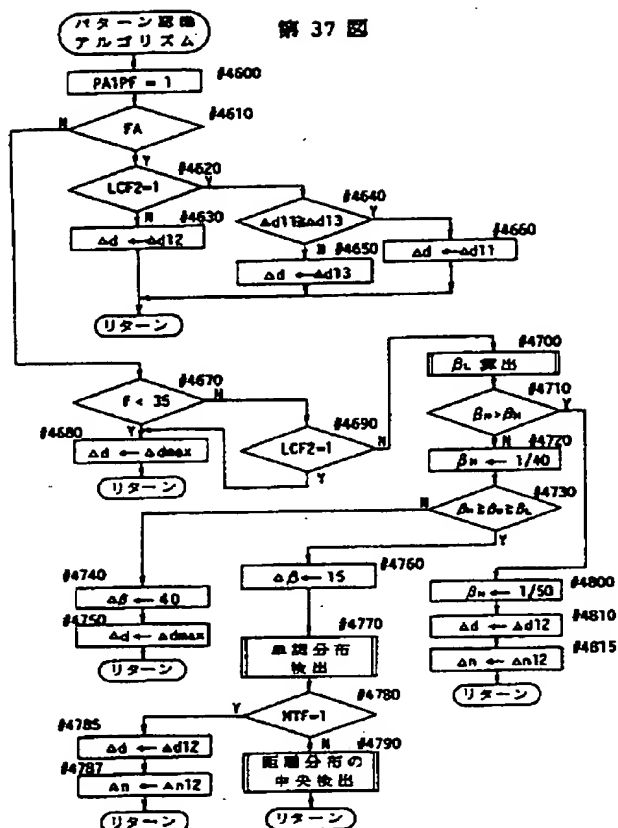 第 37 図
パターン認識
アルゴリズム
#4600
PATPF = 1
#4610
N
FA
Y
#4620
LCF2=1
Y
N
#4630
Δd ← Δd12
#4640
Δd11≧Δd13
Y
N
#4650
Δd ← Δd13
#4660
Δd ← Δd11
リターン
#4670
F < 35
N
Y
#4680
Δd ← Δdmax
リターン
#4690
LCF2=1
N
Y
#4700
βL 算出
#4710
Y
N
#4720
βH ← 1/40
#4730
N
Y
#4740
Δβ ← 40
#4750
Δd ← Δdmax
リターン
#4760
Δβ ← 15
#4770
単調分布
検出
#4780
MTF=1
Y
N
#4785
Δd ← Δd12
#4787
Δn ← Δn12
リターン
#4790
距離分布の
中央検出
リターン
#4800
βH ← 1/50
#4810
Δd ← Δd12
#4815
Δn ← Δn12
リターン